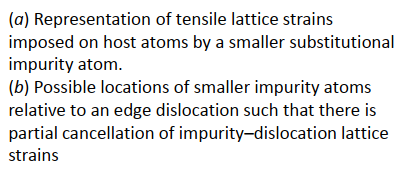 (a) Representation of tensile lattice strains
imposed on host atoms by a smaller substitutional
impurity atom.
(b) Possible locations of smaller impurity atoms
relative to an edge dislocation such that there is
partial cancellation of impurity–dislocation lattice
strains